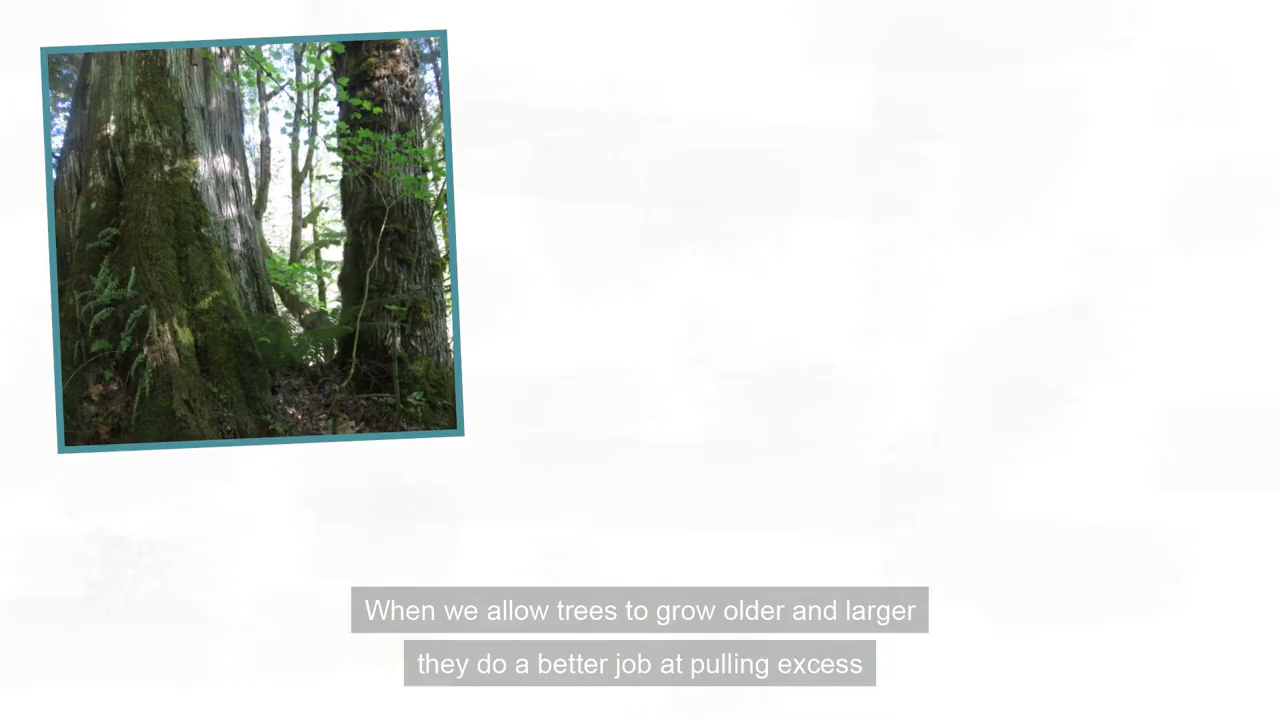 When we allow trees to grow older and larger
they do a better job at pulling excess